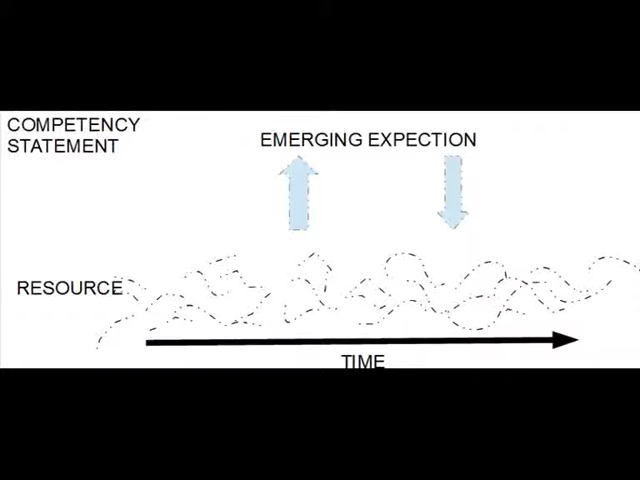 COMPETENCY
STATEMENT
EMERGING EXPECTION
RESOURCE
TIME